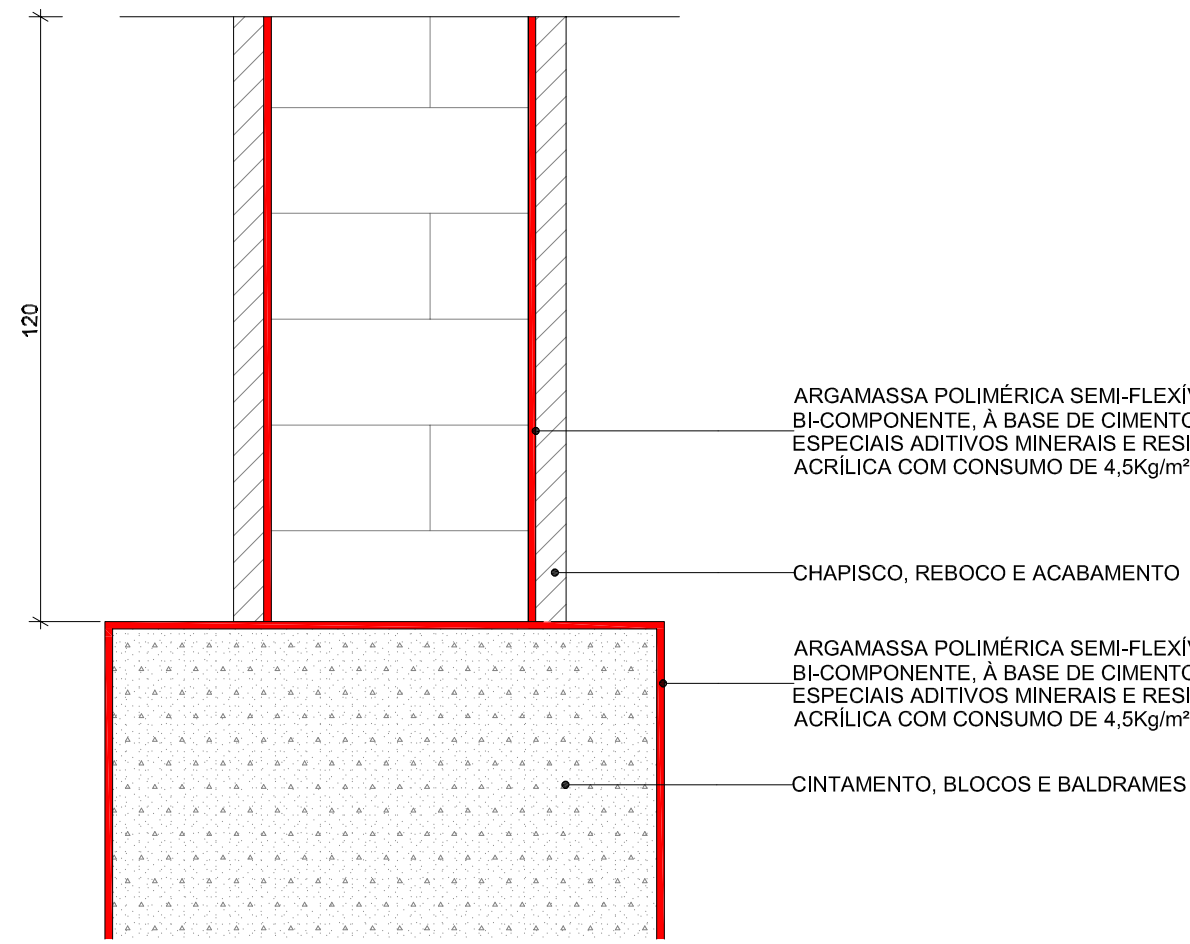 120
ARGAMASSA POLIMÉRICA SEMI-FLEXÍ
BI-COMPONENTE, À BASE DE CIMENTO
ESPECIAIS ADITIVOS MINERAIS E RESI
ACRÍLICA COM CONSUMO DE 4,5Kg/m²
CHAPISCO, REBOCO E ACABAMENTO
ARGAMASSA POLIMÉRICA SEMI-FLEXÍ
BI-COMPONENTE, À BASE DE CIMENTO
ESPECIAIS ADITIVOS MINERAIS E RESI
ACRÍLICA COM CONSUMO DE 4,5Kg/m²
CINTAMENTO, BLOCOS E BALDRAMES